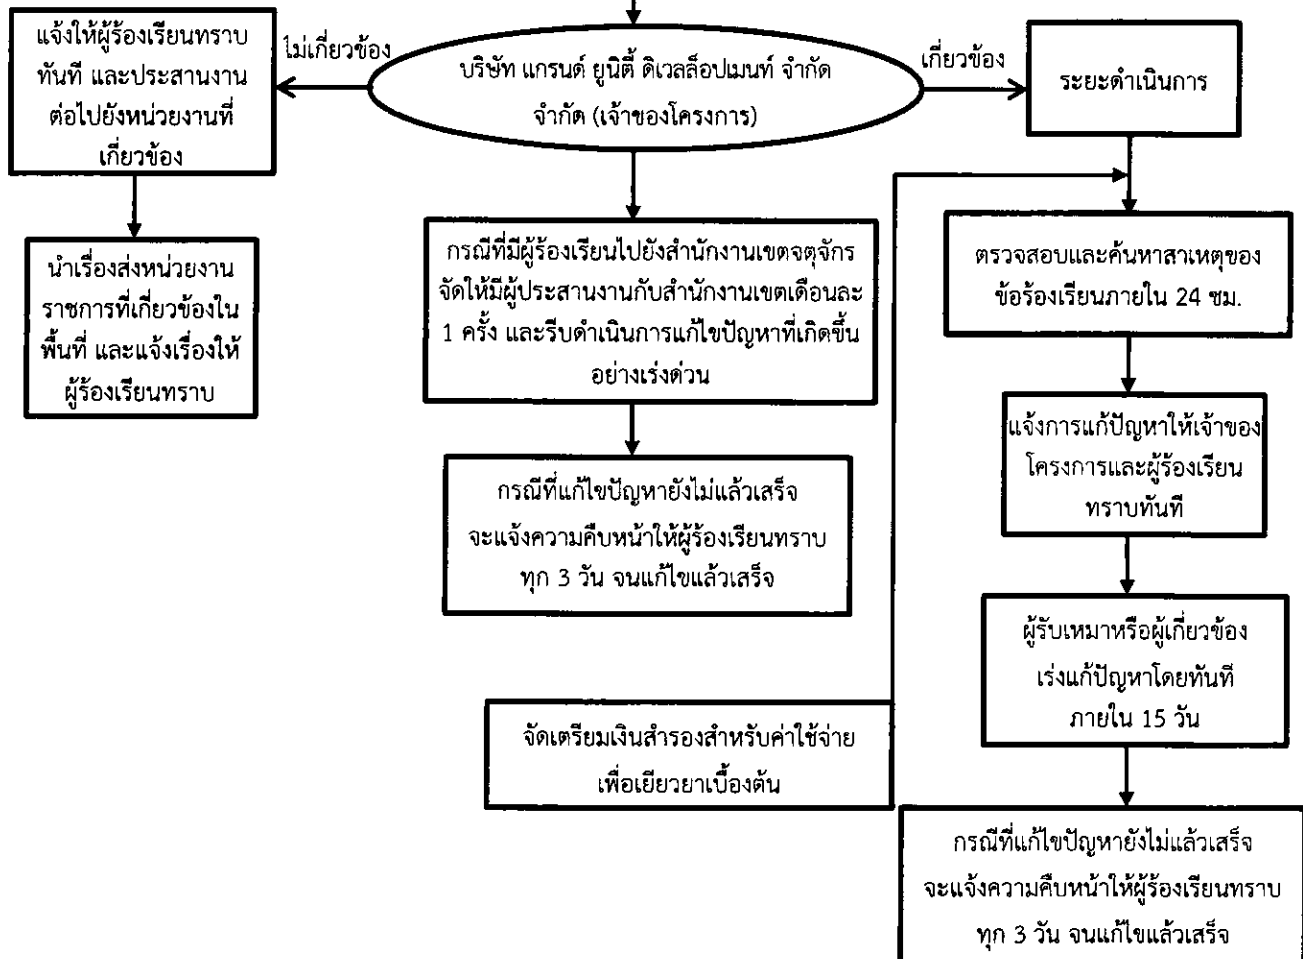 แจ้งให้ผู้ร้องเรียนทราบ
ทันที และประสานงาน
ต่อไปยังหน่วยงานที่
เกี่ยวข้อง
ไม่เกี่ยวข้อง
บริษัท แกรนด์ ยูนิตี้ ดิเวลล็อปเมนท์ จำกัด
จำกัด (เจ้าของโครงการ)
เกี่ยวข้อง
ระยะดำเนินการ
นำเรื่องส่งหน่วยงาน
ราชการที่เกี่ยวข้องใน
พื้นที่ และแจ้งเรื่องให้
ผู้ร้องเรียนทราบ
กรณีที่มีผู้ร้องเรียนไปยังสำนักงานเขตจตุจักร
จัดให้มีผู้ประสานงานกับสำนักงานเขตเดือนละ
1 ครั้ง และรีบดำเนินการแก้ไขปัญหาที่เกิดขึ้น
อย่างเร่งด่วน
กรณีที่แก้ไขปัญหายังไม่แล้วเสร็จ
จะแจ้งความคืบหน้าให้ผู้ร้องเรียนทราบ
ทุก 3 วัน จนแก้ไขแล้วเสร็จ
จัดเตรียมเงินสำรองสำหรับค่าใช้จ่าย
เพื่อเยียวยาเบื้องต้น
ตรวจสอบและค้นหาสาเหตุของ
ข้อร้องเรียนภายใน 24 ชม.
แจ้งการแก้ปัญหาให้เจ้าของ
โครงการและผู้ร้องเรียน
ทราบทันที
ผู้รับเหมาหรือผู้เกี่ยวข้อง
เร่งแก้ปัญหาโดยทันที
ภายใน 15 วัน
กรณีที่แก้ไขปัญหายังไม่แล้วเสร็จ
จะแจ้งความคืบหน้าให้ผู้ร้องเรียนทราบ
ทุก 3 วัน จนแก้ไขแล้วเสร็จ